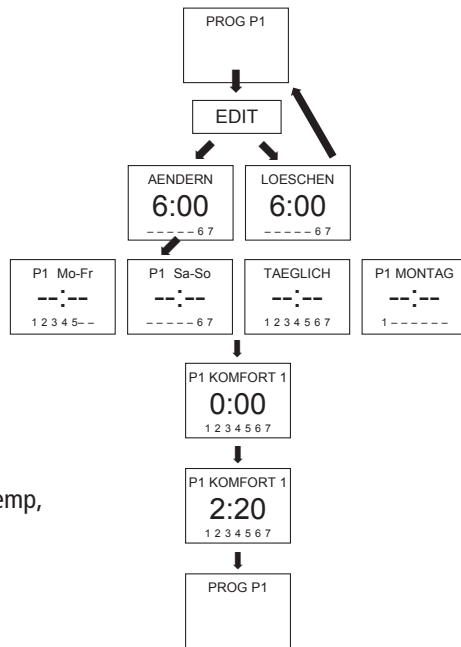 PROG P1
EDIT
AENDERN
6:00
– – – – – 6 7
LOESCHEN
6:00
– – – – – 6 7
P1 Mo-Fr
--:--
1 2 3 4 5 – –
P1 Sa-So
--:--
– – – – – 6 7
TAEGLICH
--:--
1 2 3 4 5 6 7
P1 MONTAG
--:--
1 – – – – – –
P1 KOMFORT 1
0:00
1 2 3 4 5 6 7
emp,
P1 KOMFORT 1
2:20
1 2 3 4 5 6 7
PROG P1